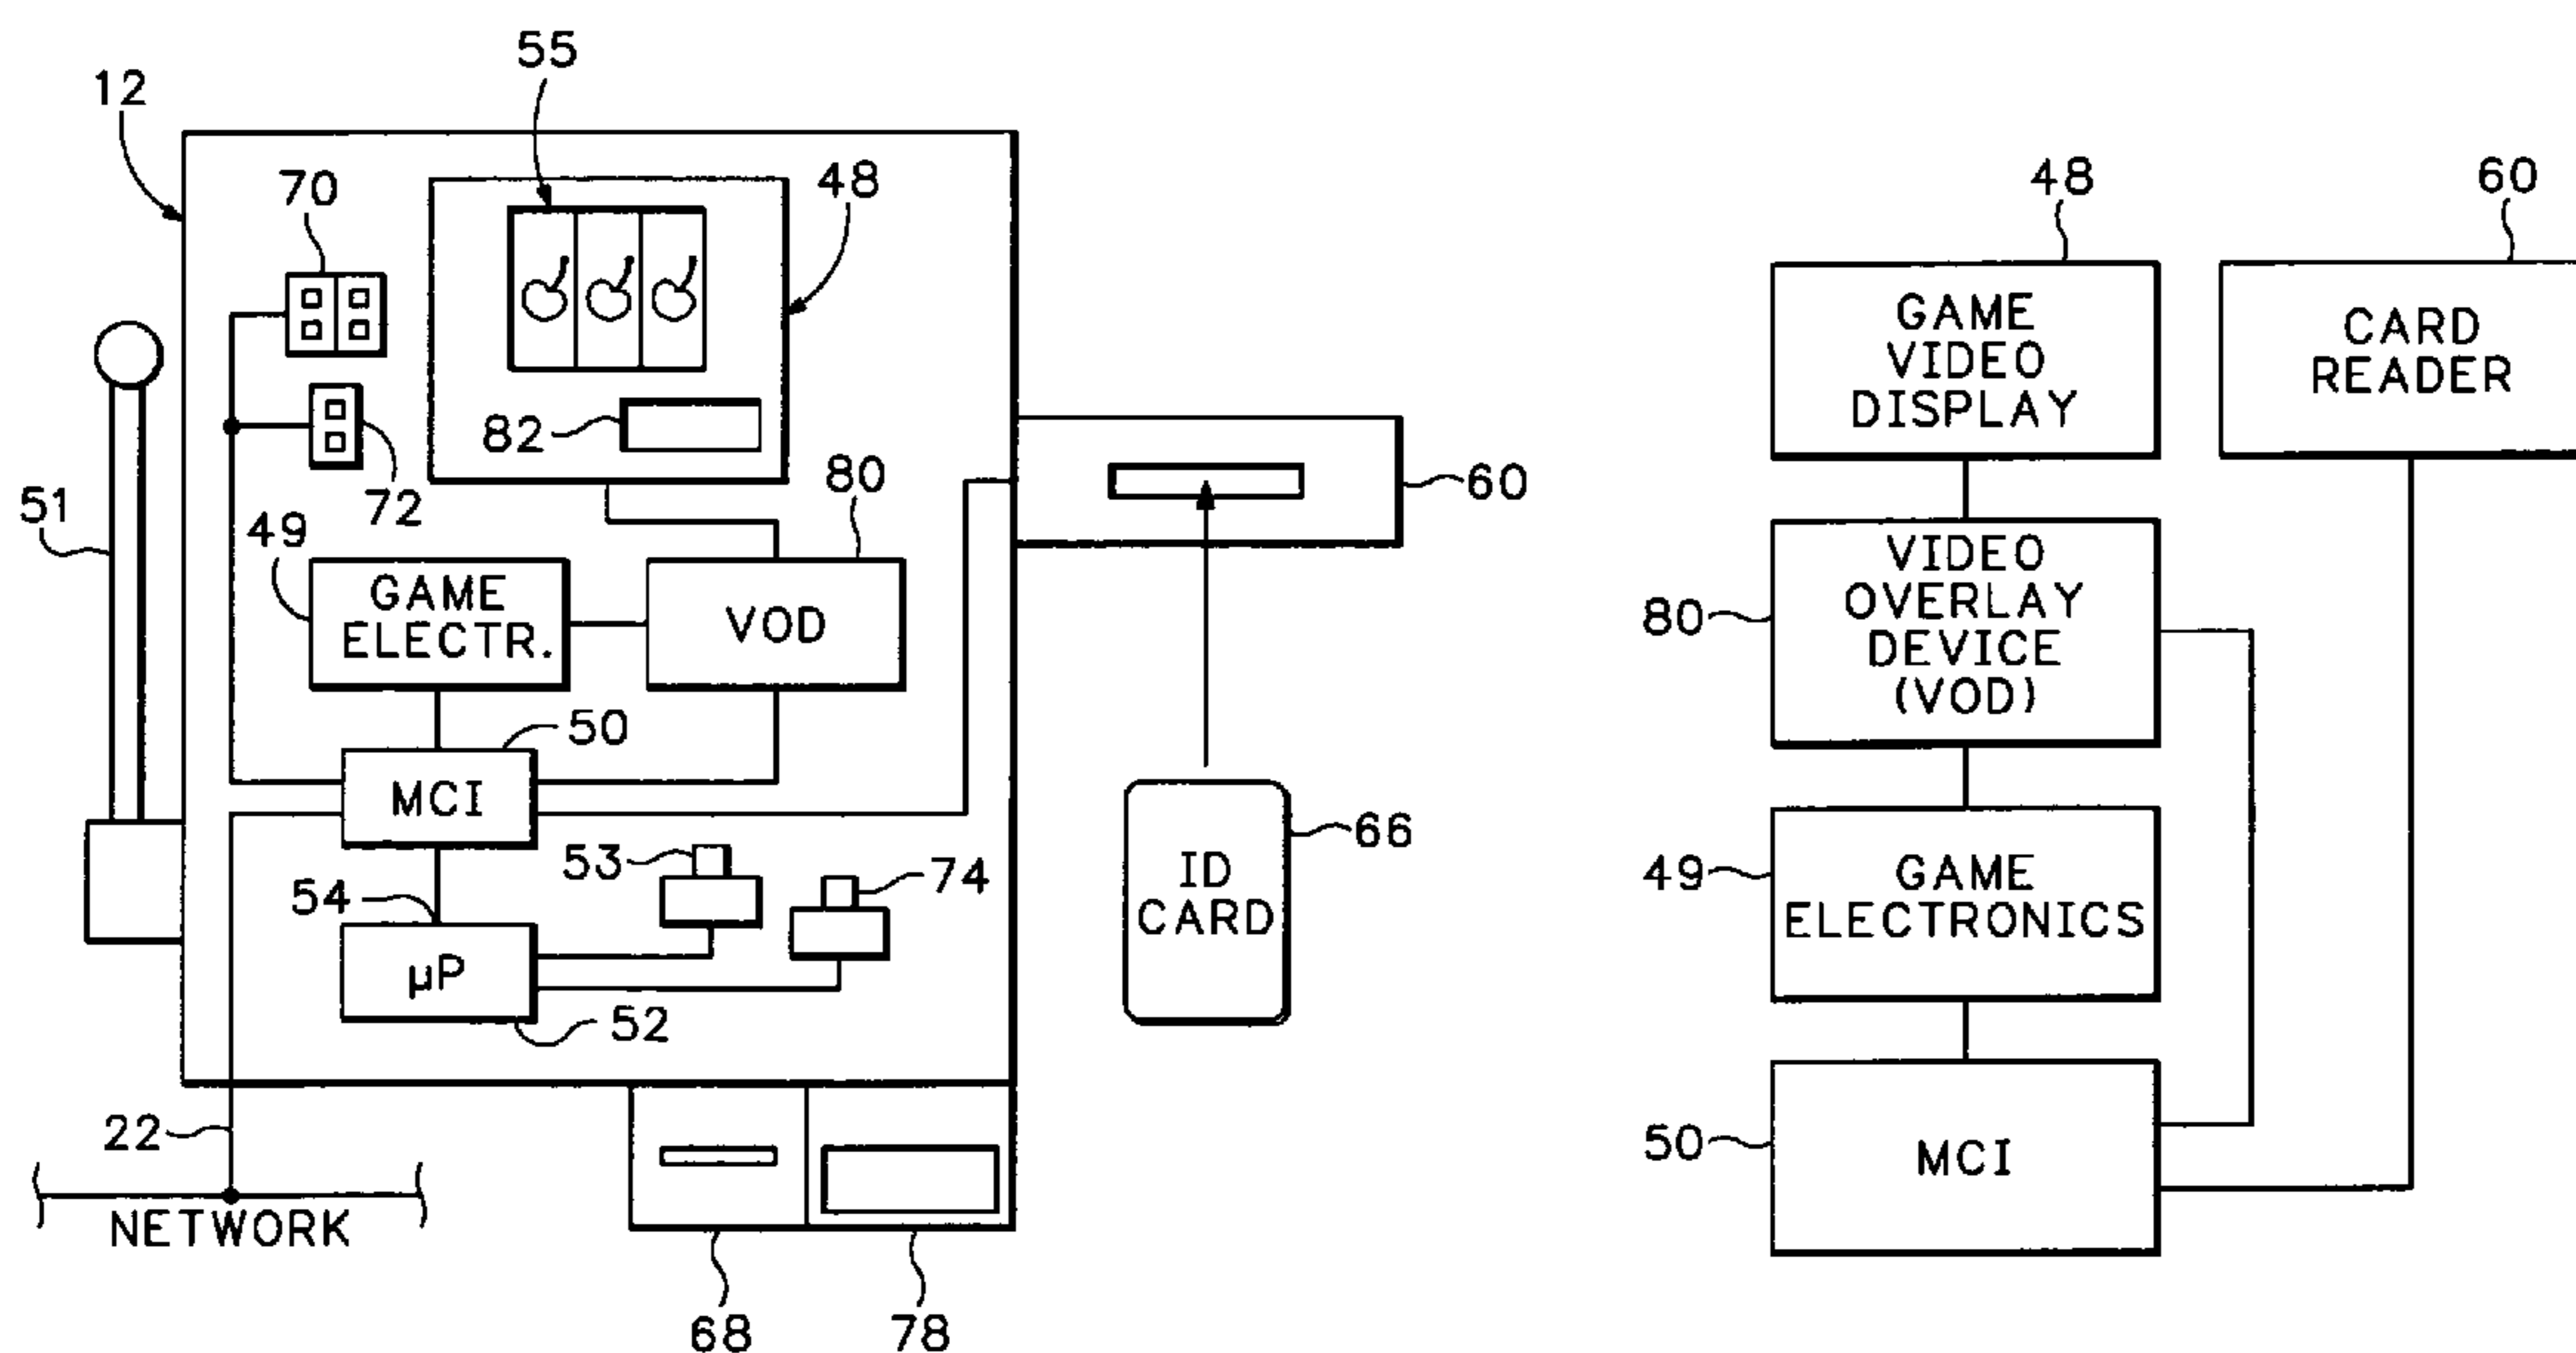 55
12
70
48
82
72
80
51
49
GAME
ELECTR.
VOD
60
50
MCI
53
74
54
µP
52
ID
CARD
66
22
NETWORK
68
78
48
60
GAME
VIDEO
DISPLAY
CARD
READER
80
VIDEO
OVERLAY
DEVICE
(VOD)
49
GAME
ELECTRONICS
50
MCI